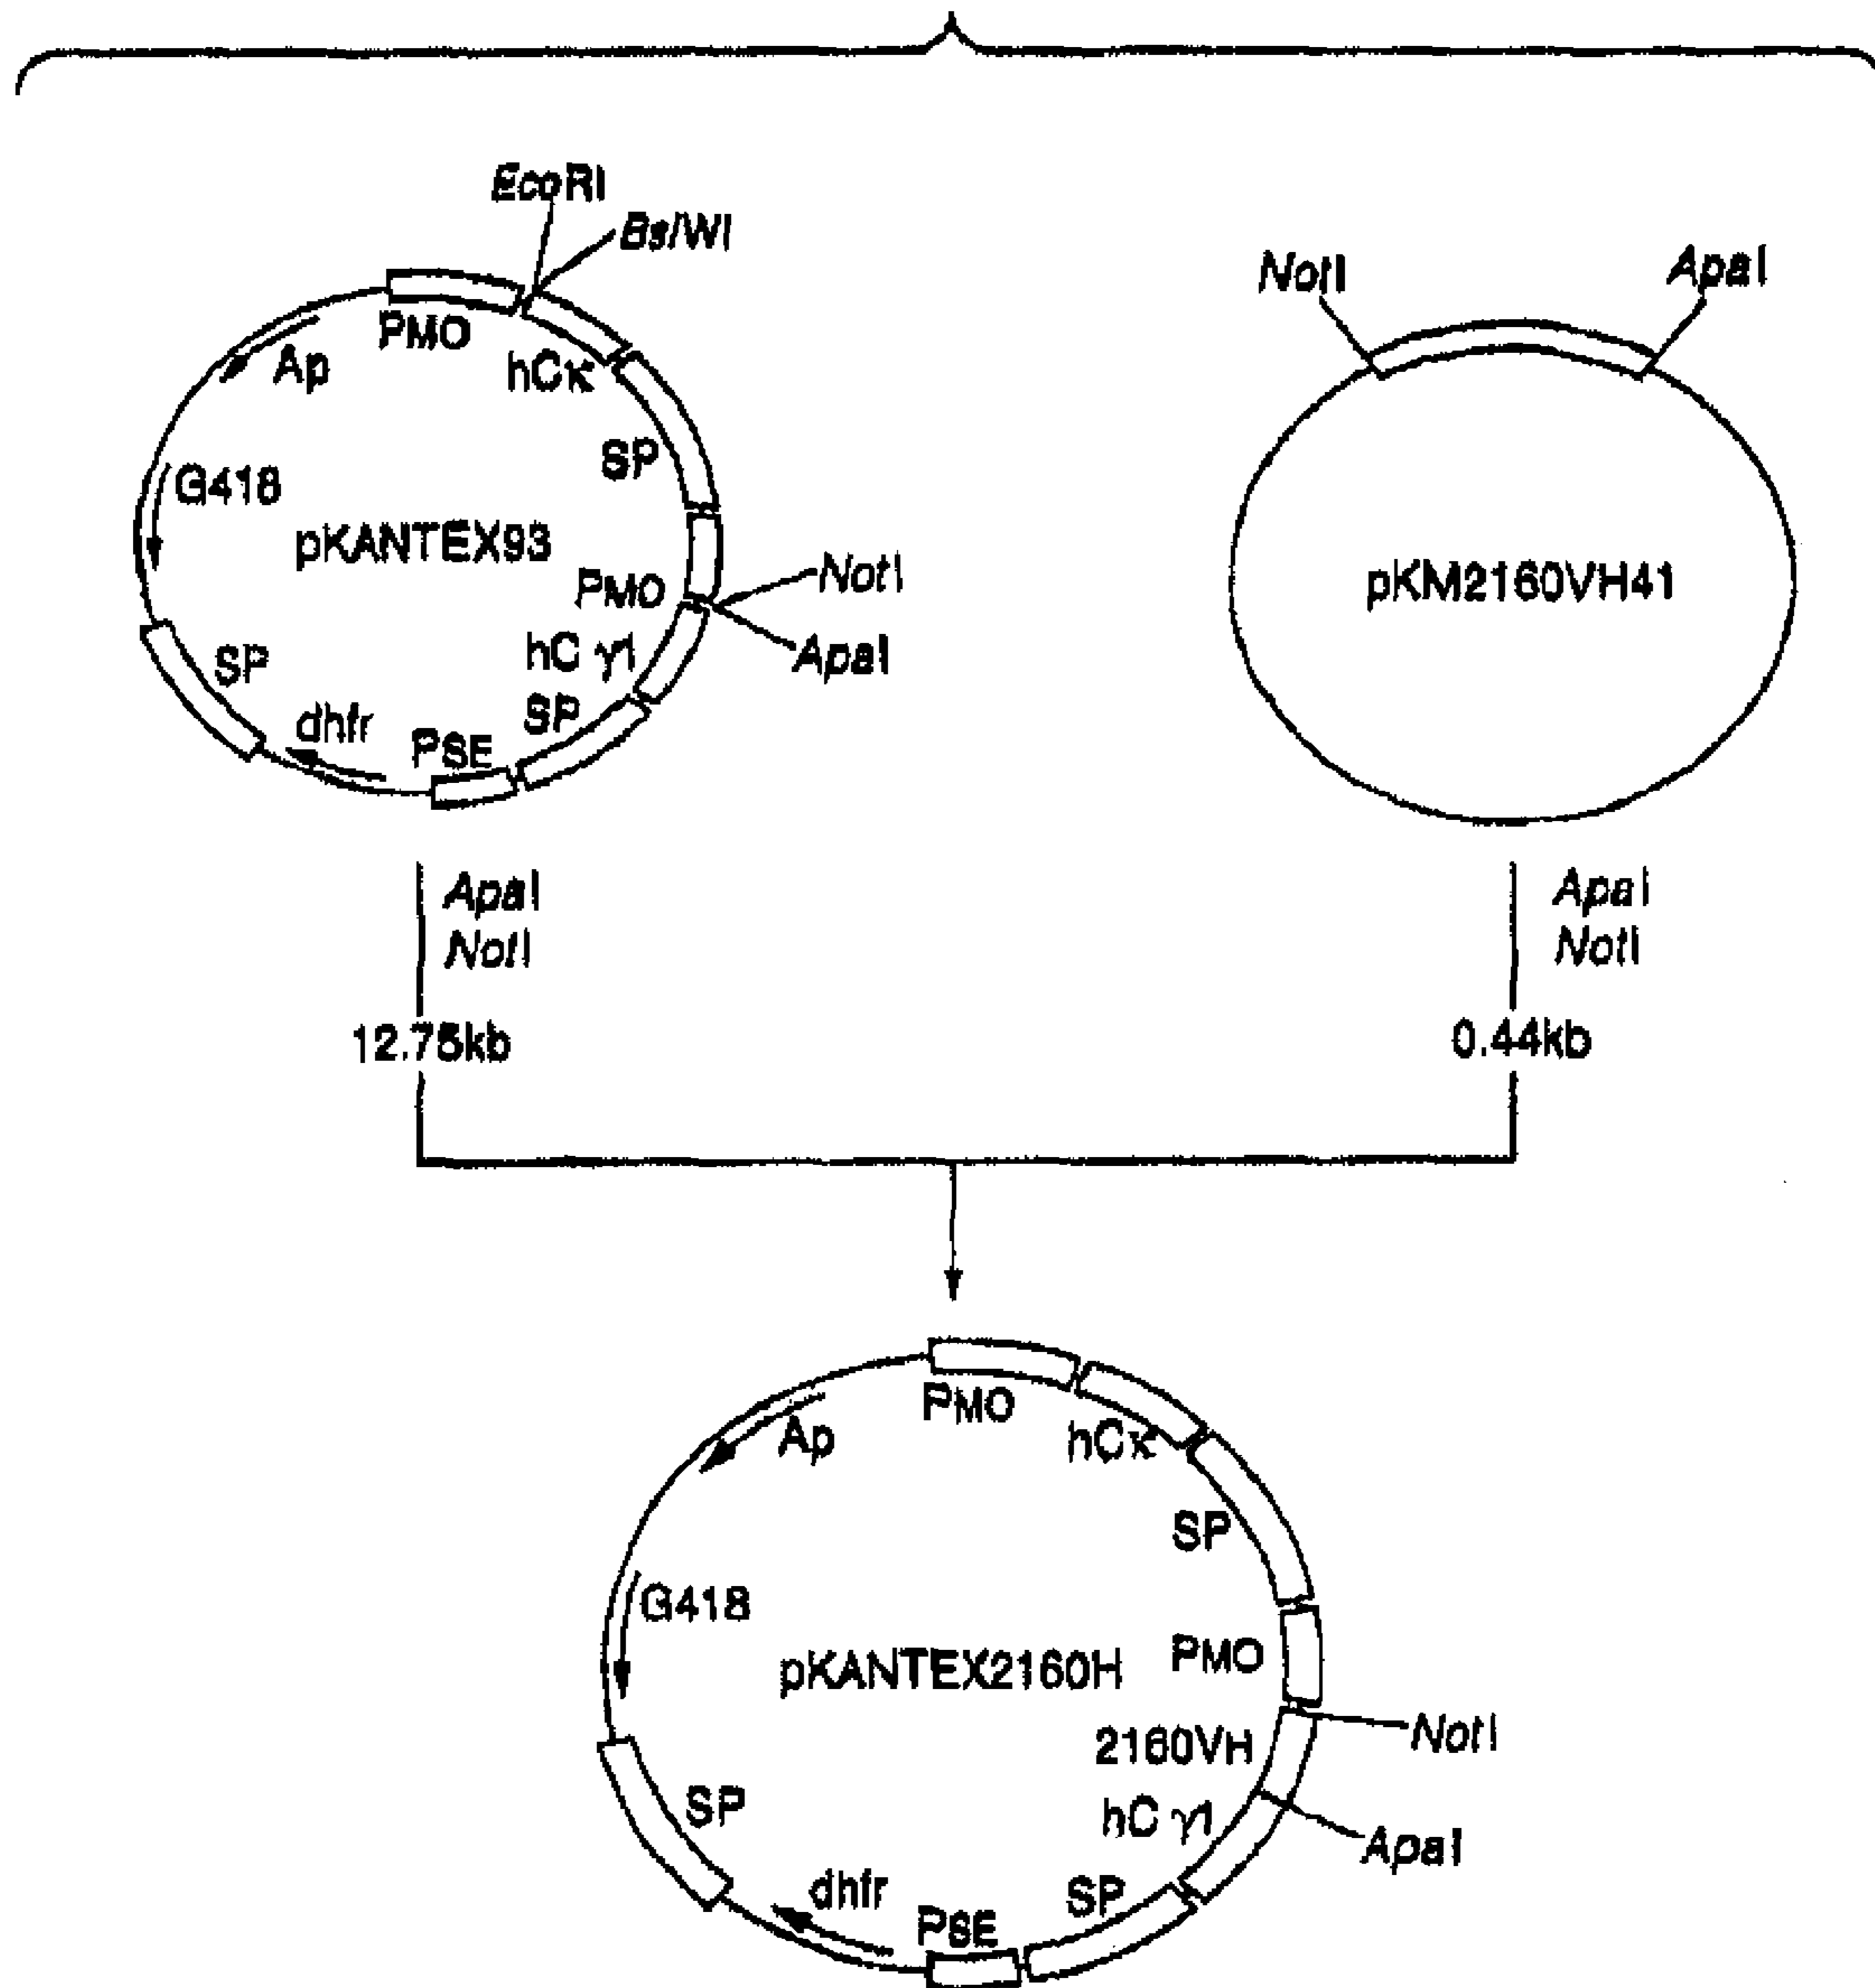 EcoRI
BsiWI
NotI
ApaI
PMO
Ap
hCκ
SP
G418
pKANTEX93
NotI
PMO
hC γ1
ApaI
SP
SP
dhfr
PSE
pKM2160VH41
ApaI
NotI
12.75kb
ApaI
NotI
0.44kb
PMO
Ap
hCκ
SP
G418
pKANTEX2160H
PMO
2160VH
NotI
hC γ1
ApaI
SP
SP
dhfr
PSE